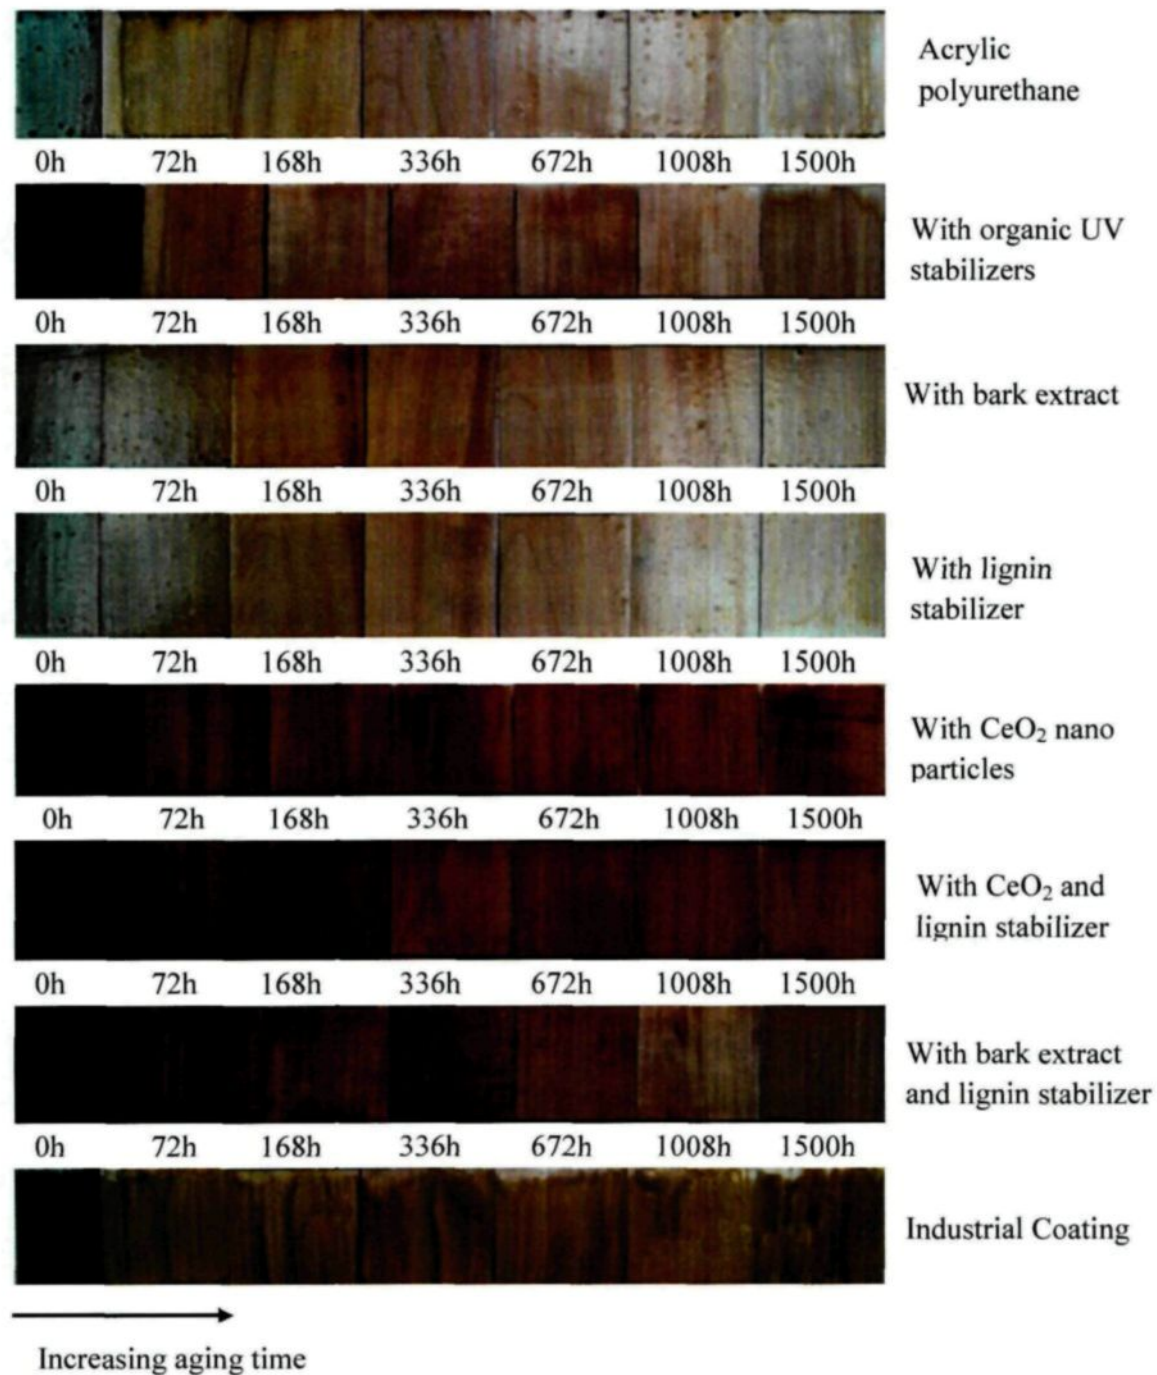 Acrylic
polyurethane
0h 72h 168h 336h 672h 1008h 1500h
With organic UV
stabilizers
0h 72h 168h 336h 672h 1008h 1500h
With bark extract
0h 72h 168h 336h 672h 1008h 1500h
With lignin
stabilizer
0h 72h 168h 336h 672h 1008h 1500h
With CeO₂ nano
particles
0h 72h 168h 336h 672h 1008h 1500h
With CeO₂ and
lignin stabilizer
0h 72h 168h 336h 672h 1008h 1500h
With bark extract
and lignin stabilizer
0h 72h 168h 336h 672h 1008h 1500h
Industrial Coating
Increasing aging time